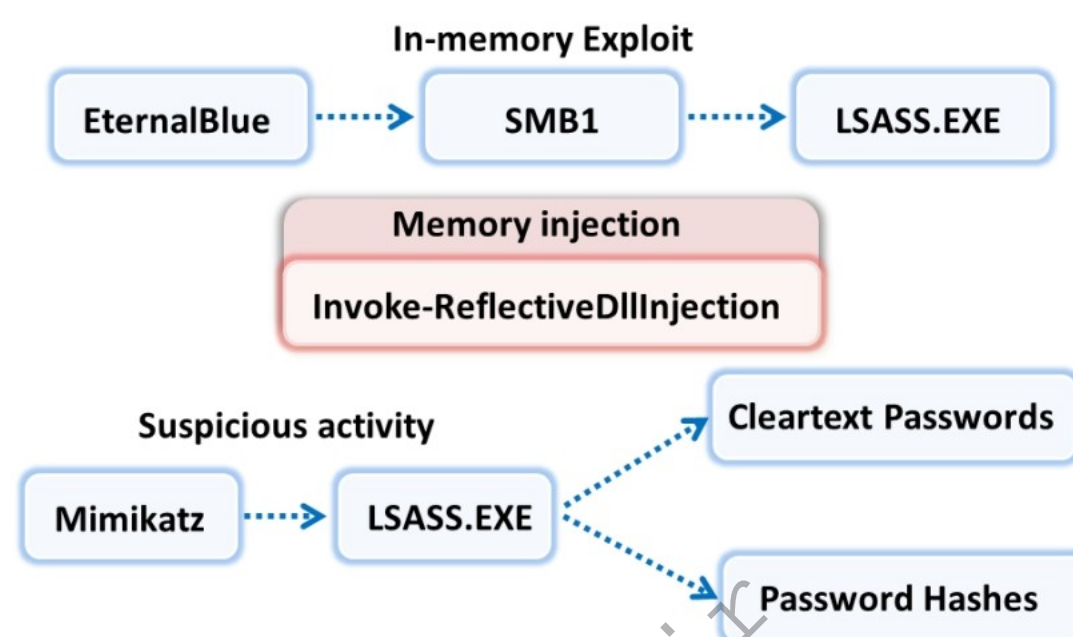 In-memory Exploit
EternalBlue
SMB1
LSASS.EXE
Memory injection
Invoke-ReflectiveDllInjection
Suspicious activity
Cleartext Passwords
Mimikatz
LSASS.EXE
Password Hashes